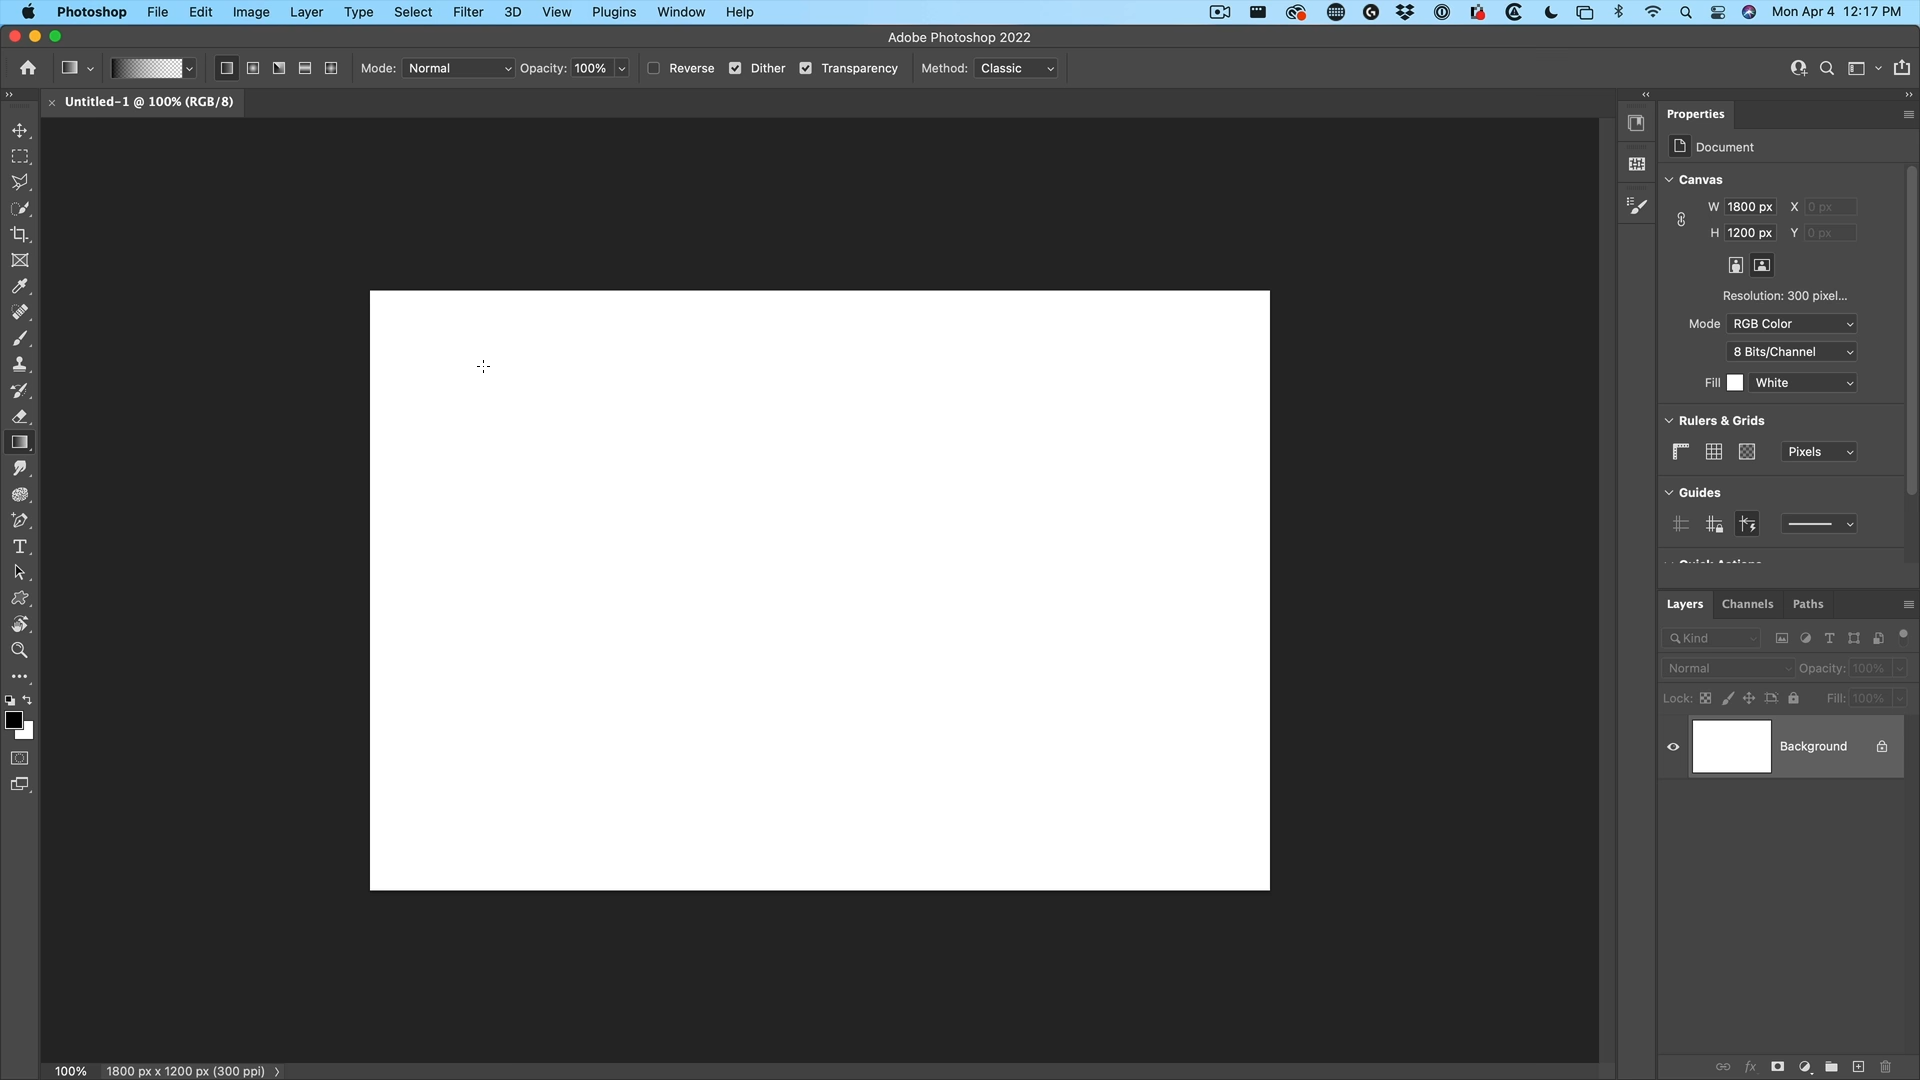 Photoshop File Edit Image Layer Type Select Filter 3D View Plugins Window Help Mon Apr 4 12:17 PM
Adobe Photoshop 2022
Mode: Normal Opacity: 100% Reverse Dither Transparency Method: Classic
Untitled-1 @ 100% (RGB/8)
Properties
Document
Canvas
W 1800 px X 0 px
H 1200 px Y 0 px
Resolution: 300 pixel...
Mode RGB Color
8 Bits/Channel
Fill White
Rulers & Grids
Pixels
Guides
Quick Actions
Layers Channels Paths
Kind
Normal Opacity: 100%
Lock: Fill: 100%
Background
100% 1800 px x 1200 px (300 ppi)